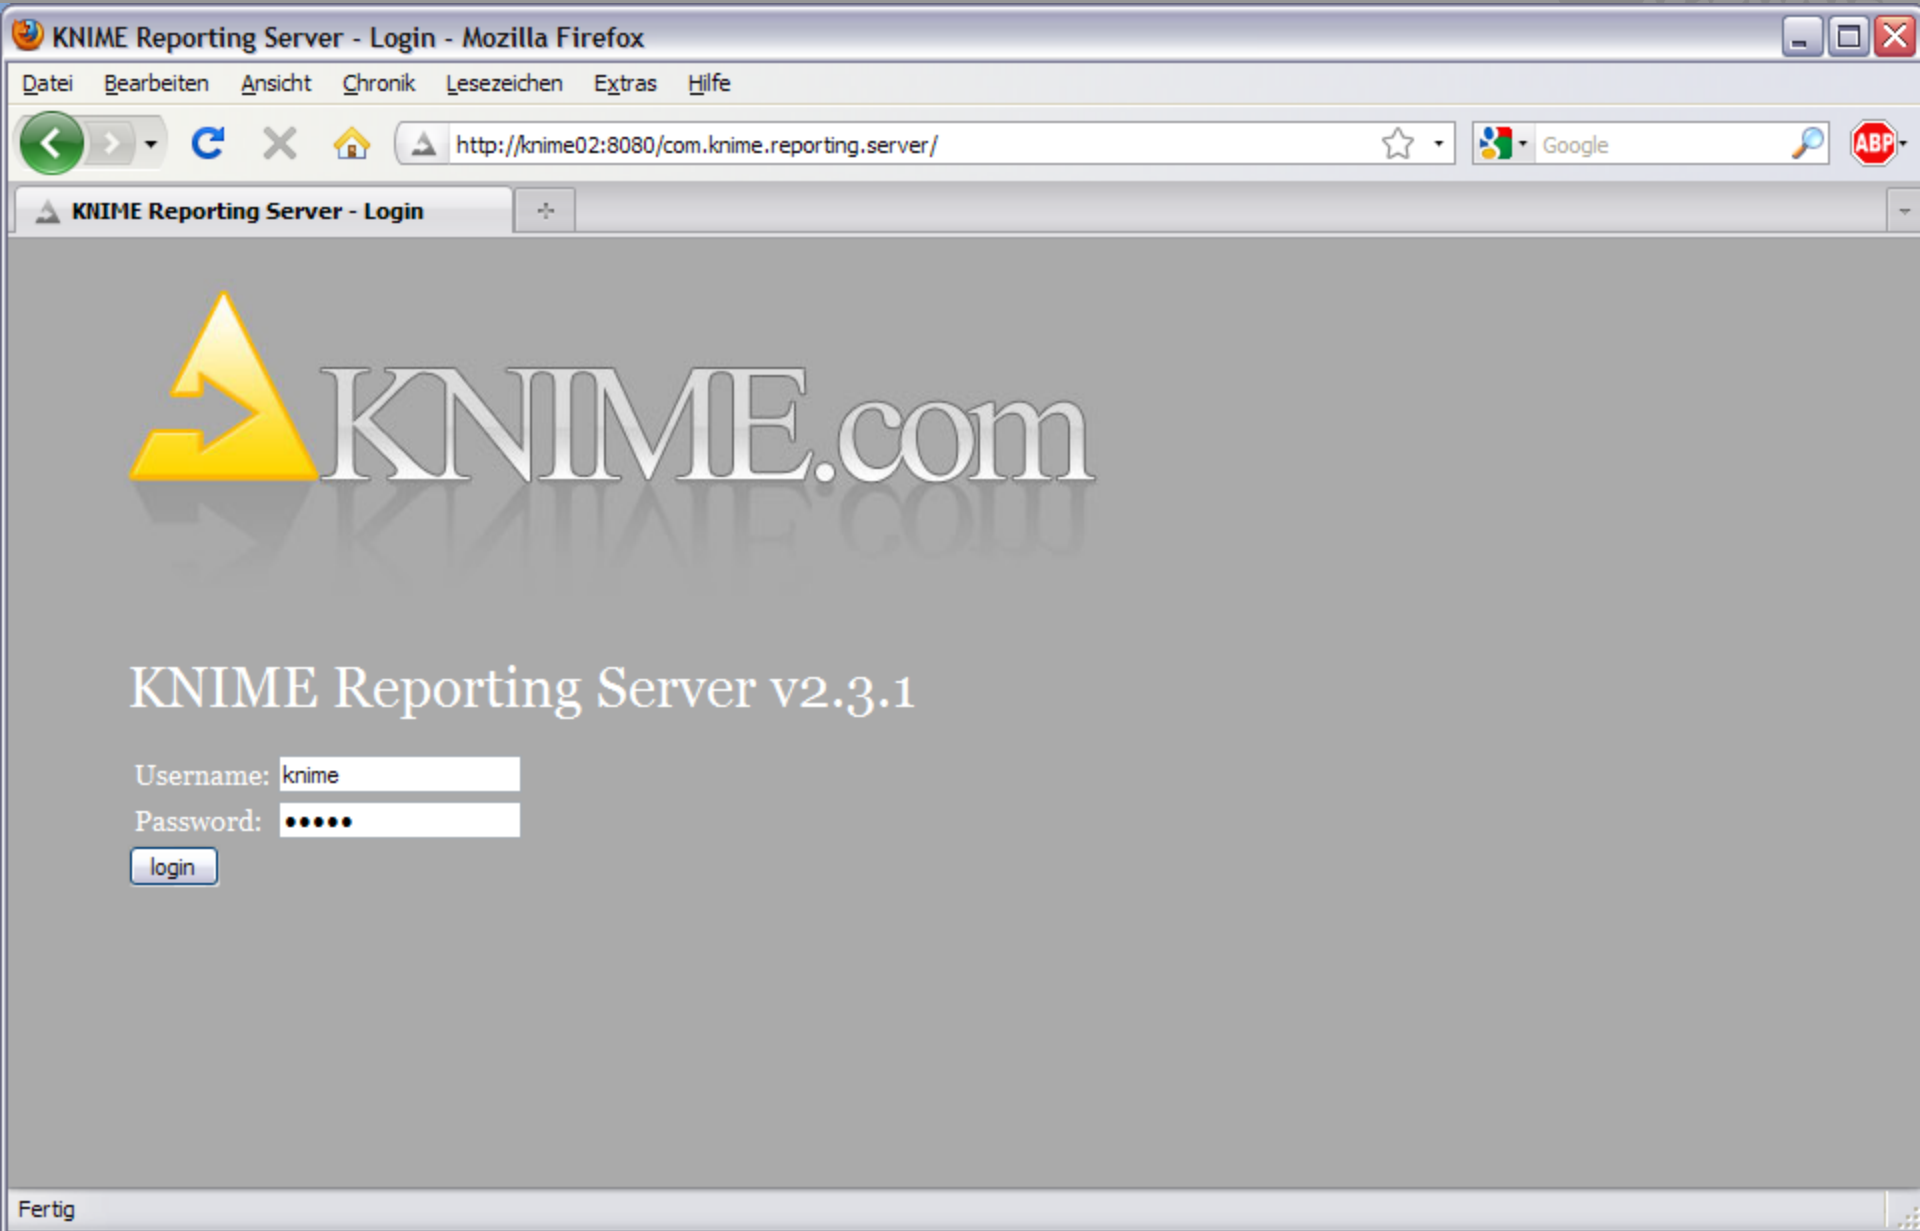 KNIME Reporting Server - Login - Mozilla Firefox
Datei Bearbeiten Ansicht Chronik Lesezeichen Extras Hilfe
http://knime02:8080/com.knime.reporting.server/ Google ABP
KNIME Reporting Server - Login
KNIME.com
KNIME Reporting Server v2.3.1
Username: knime
Password: •••••
login
Fertig